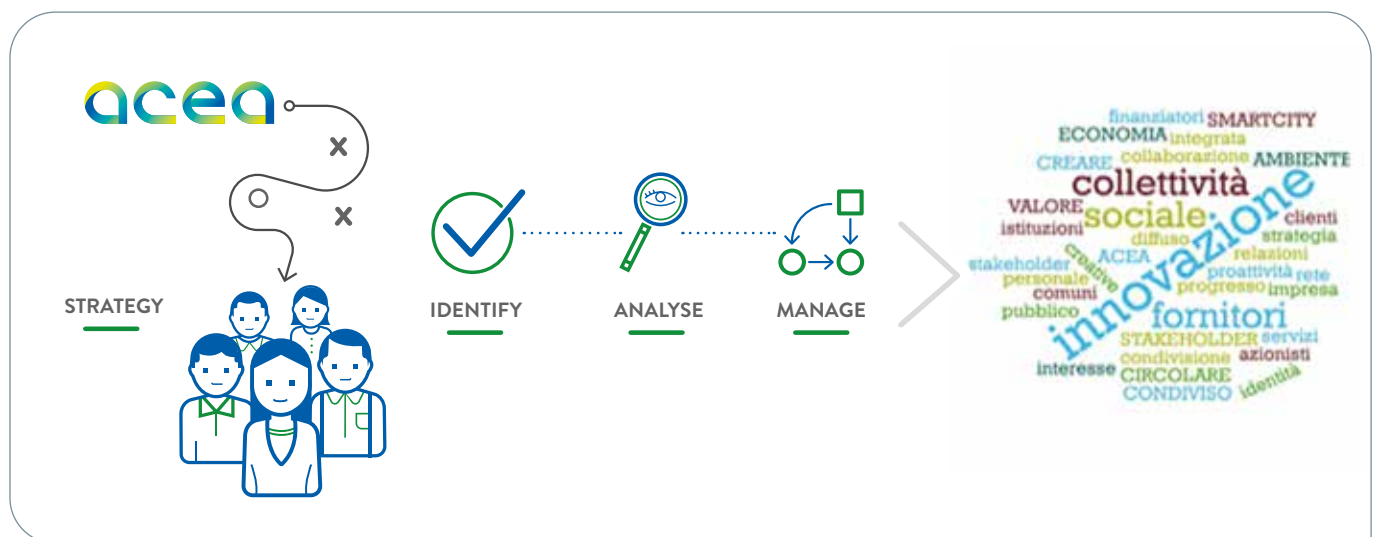 acea
STRATEGY
IDENTIFY
ANALYSE
MANAGE
finanziatori SMARTCITY
ECONOMIA integrata
CREARE collaborazione AMBIENTE
collettività
VALORE sociale clienti
istituzioni diffuso strategia
innovazione
creative ACEA relazioni
stakeholder proattività rete
personale progresso impresa
comuni
pubblico fornitori
STAKEHOLDER servizi
condivisione azionisti
interesse CIRCOLARE identità
CONDIVISO